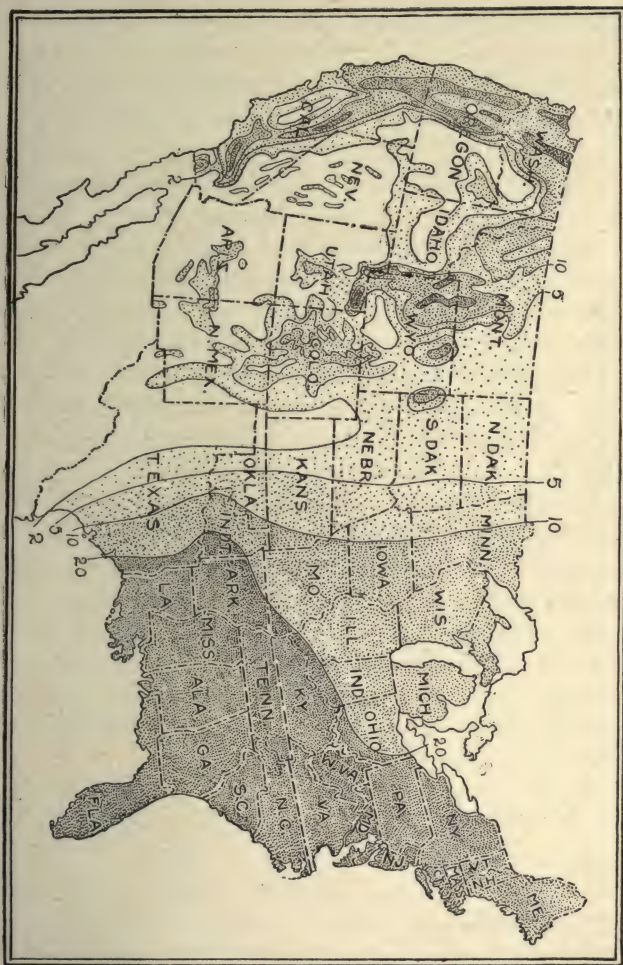 WASH
OREGON
CAL
NEV
IDAHO
UTAH
ARIZ
MONT
WYO
COLO
N.MEX
N.DAK
S.DAK
NEBR
KANS
OKLA
IND.T
TEXAS
MINN
IOWA
MO
ARK
LA
WIS
ILL
MISS
MICH
IND
KY
TENN
ALA
OHIO
W.VA
GA
FLA
S.C.
N.C.
VA
PA
MD
NJ
NY
VT
NH
MASS
ME
10
5
5
10
2
2
5
10
20
20